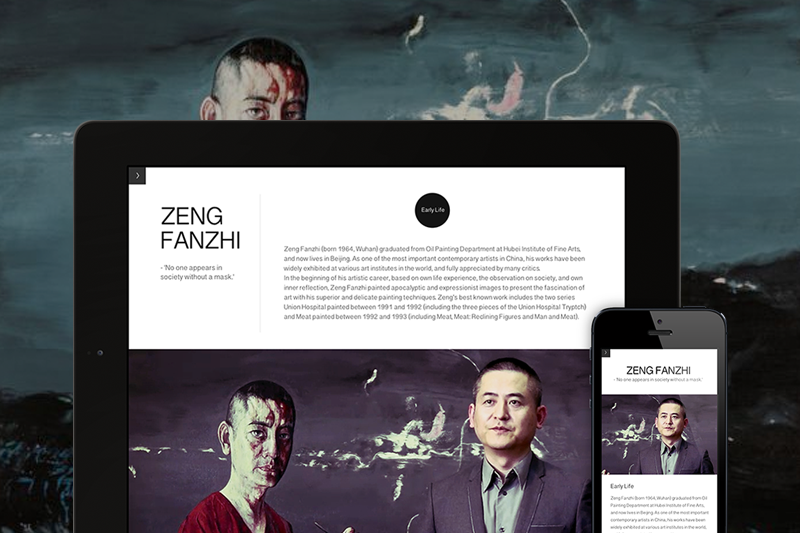 ZENG
FANZHI
- 'No one appears in
society without a mask.'
Early Life
Zeng Fanzhi (born 1964, Wuhan) graduated from Oil Painting Department at Hubei Institute of Fine Arts,
and now lives in Beijing. As one of the most important contemporary artists in China, his works have been
widely exhibited at various art institutes in the world, and fully appreciated by many critics.
In the beginning of his artistic career, based on own life experience, the observation on society, and own
inner reflection, Zeng Fanzhi painted apocalyptic and expressionist images to present the fascination of
art with his superior and delicate painting techniques. Zeng's best known work includes the two series
Union Hospital painted between 1991 and 1992 (including the three pieces of the Union Hospital Tryptch)
and Meat painted between 1992 and 1993 (including Meat, Meat: Reclining Figures and Man and Meat).
ZENG FANZHI
- 'No one appears in society without a mask.'
Early Life
Zeng Fanzhi (born 1964, Wuhan) graduated from Oil
Painting Department at Hubei Institute of Fine Arts,
and now lives in Beijing. As one of the most important
contemporary artists in China, his works have been
widely exhibited at various art institutes in the world,